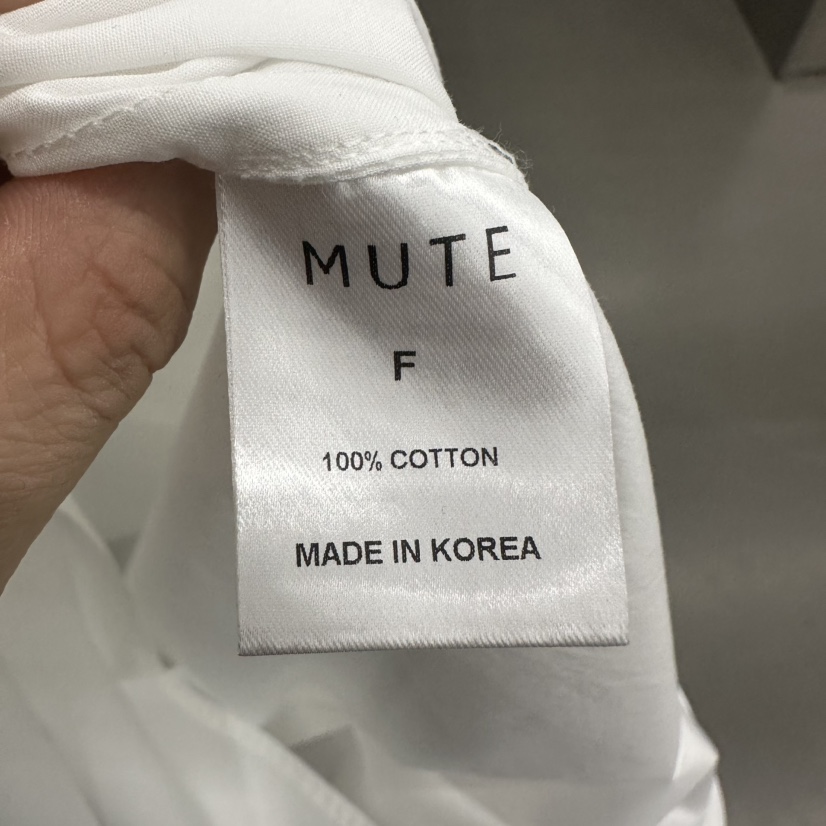 MUTE
F
100% COTTON
MADE IN KOREA